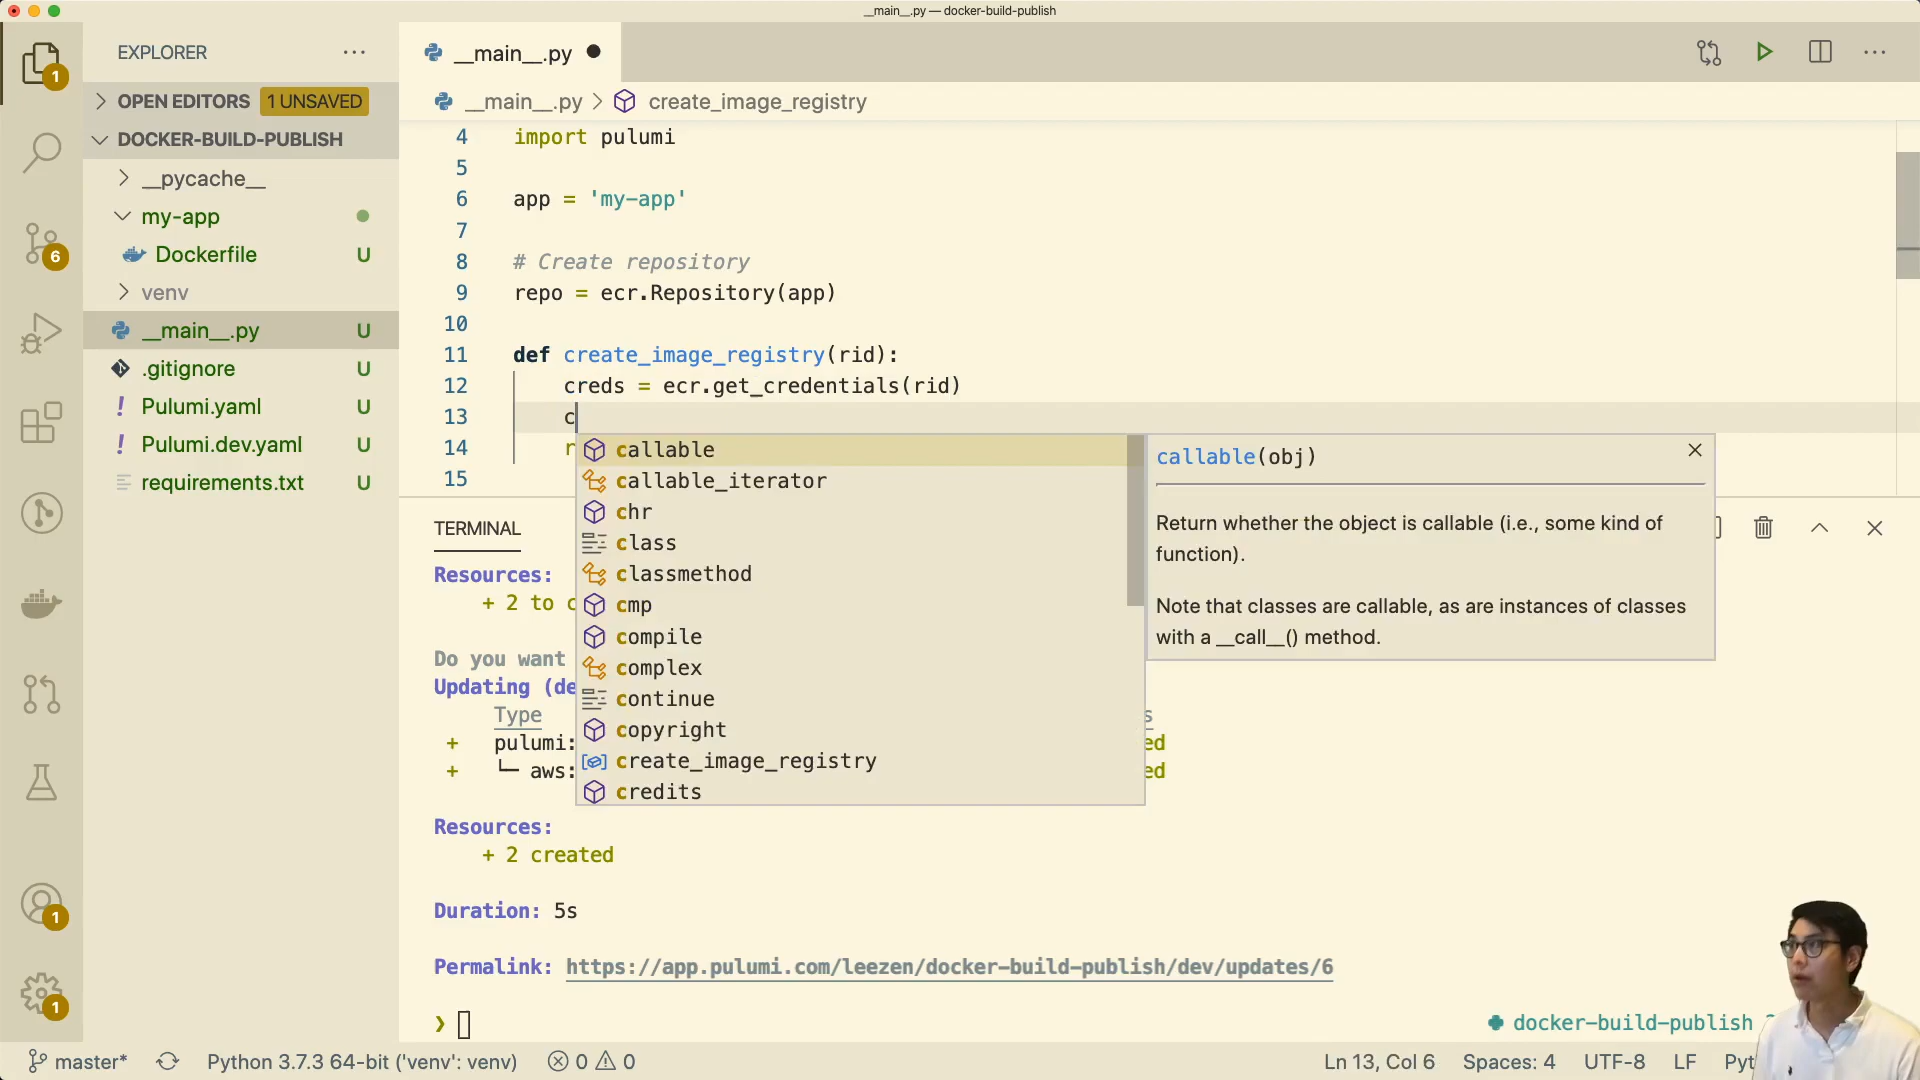 __main__.py — docker-build-publish
EXPLORER
OPEN EDITORS 1 UNSAVED
DOCKER-BUILD-PUBLISH
__pycache__
my-app
Dockerfile U
venv
__main__.py U
.gitignore U
Pulumi.yaml U
Pulumi.dev.yaml U
requirements.txt U
1
6
1
1
__main__.py
__main__.py > create_image_registry
4 import pulumi
5
6 app = 'my-app'
7
8 # Create repository
9 repo = ecr.Repository(app)
10
11 def create_image_registry(rid):
12 creds = ecr.get_credentials(rid)
13 c
14 r
15
callable
callable_iterator
chr
class
classmethod
cmp
compile
complex
continue
copyright
create_image_registry
credits
callable(obj)
Return whether the object is callable (i.e., some kind of
function).
Note that classes are callable, as are instances of classes
with a __call__() method.
TERMINAL
Resources:
+ 2 to c
Do you want
Updating (de
Type s
+ pulumi: ed
+ └─ aws: ed
Resources:
+ 2 created
Duration: 5s
Permalink: https://app.pulumi.com/leezen/docker-build-publish/dev/updates/6
❯
docker-build-publish
master* Python 3.7.3 64-bit ('venv': venv) 0 0 Ln 13, Col 6 Spaces: 4 UTF-8 LF Pyt